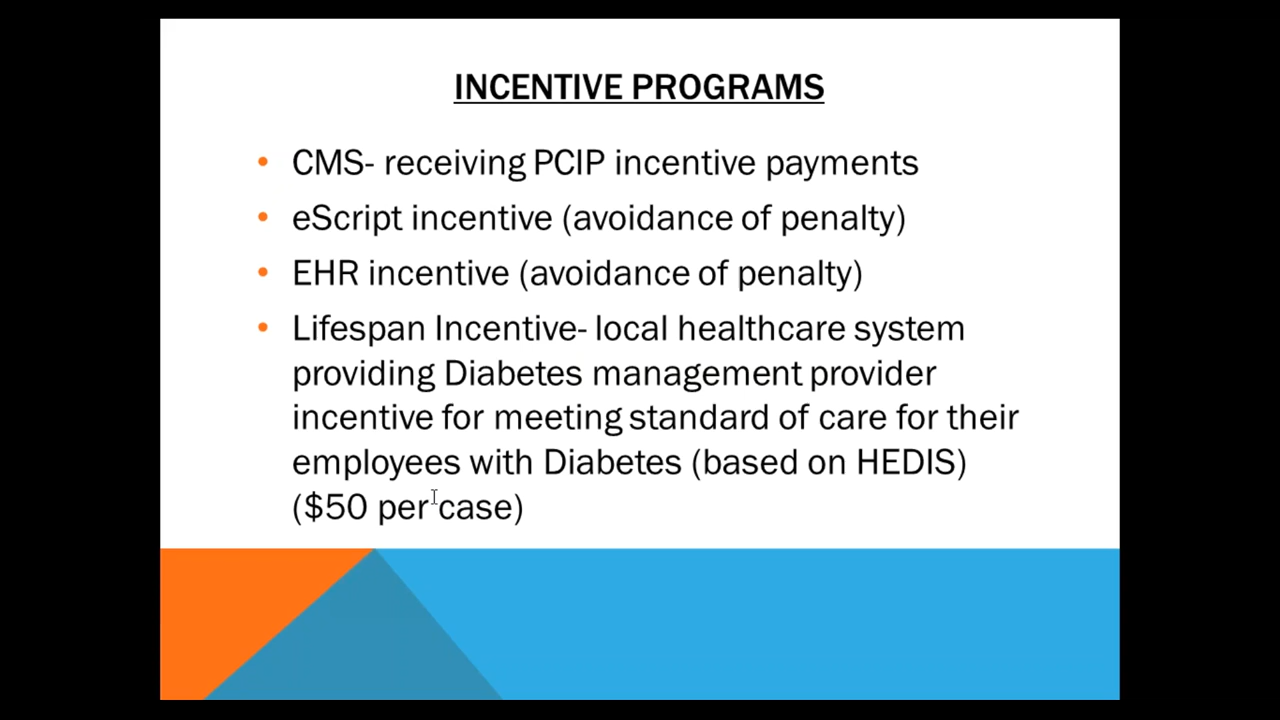 INCENTIVE PROGRAMS
• CMS- receiving PCIP incentive payments
• eScript incentive (avoidance of penalty)
• EHR incentive (avoidance of penalty)
• Lifespan Incentive- local healthcare system
providing Diabetes management provider
incentive for meeting standard of care for their
employees with Diabetes (based on HEDIS)
($50 per case)